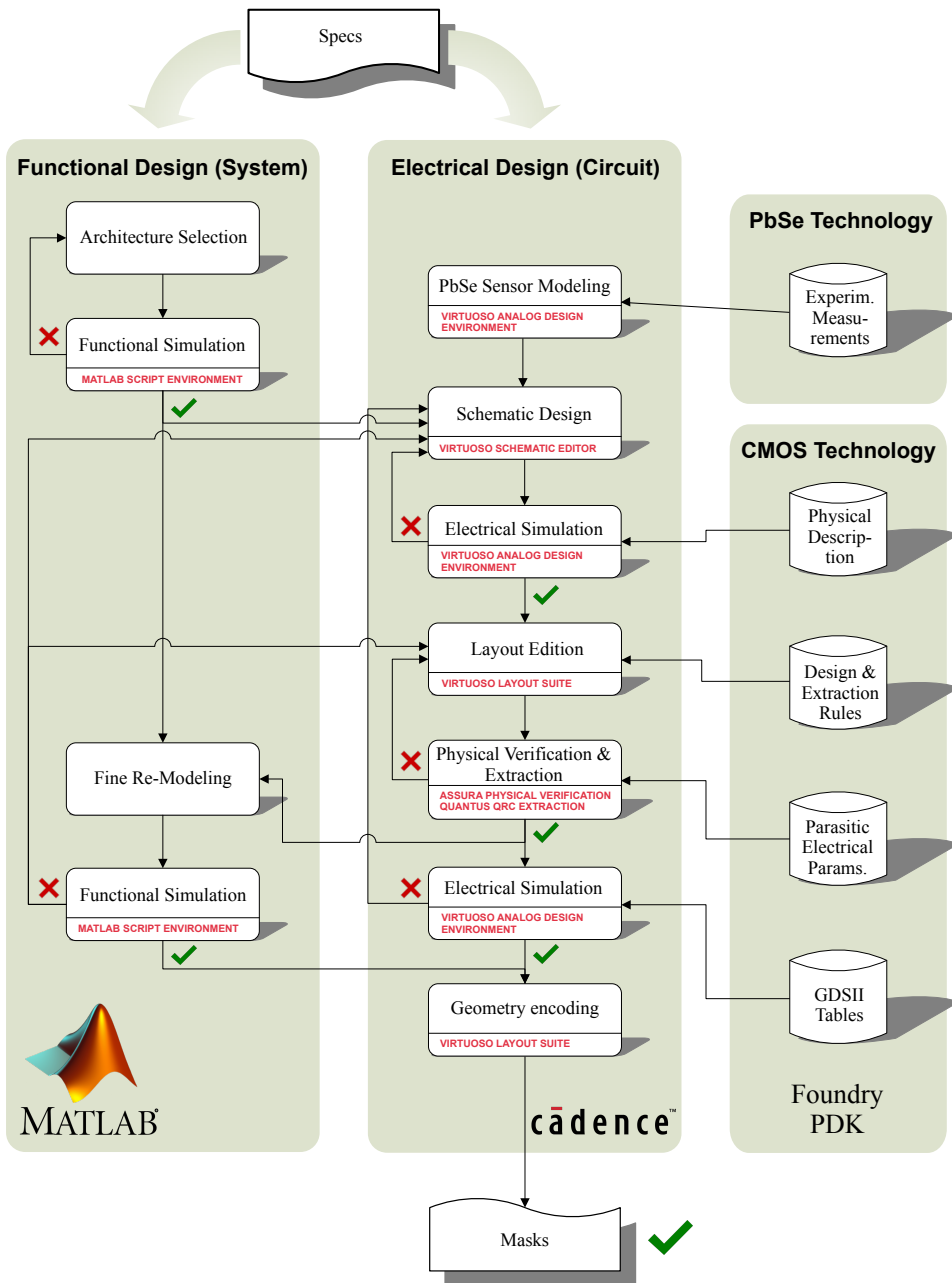 Specs
Functional Design (System)
Architecture Selection
Functional Simulation
MATLAB SCRIPT ENVIRONMENT
Fine Re-Modeling
Functional Simulation
MATLAB SCRIPT ENVIRONMENT
MATLAB®
Electrical Design (Circuit)
PbSe Sensor Modeling
VIRTUOSO ANALOG DESIGN
ENVIRONMENT
Schematic Design
VIRTUOSO SCHEMATIC EDITOR
Electrical Simulation
VIRTUOSO ANALOG DESIGN
ENVIRONMENT
Layout Edition
VIRTUOSO LAYOUT SUITE
Physical Verification &
Extraction
ASSURA PHYSICAL VERIFICATION
QUANTUS QRC EXTRACTION
Electrical Simulation
VIRTUOSO ANALOG DESIGN
ENVIRONMENT
Geometry encoding
VIRTUOSO LAYOUT SUITE
cādence™
PbSe Technology
Experim.
Measu-
rements
CMOS Technology
Physical
Descrip-
tion
Design &
Extraction
Rules
Parasitic
Electrical
Params.
GDSII
Tables
Foundry
PDK
Masks